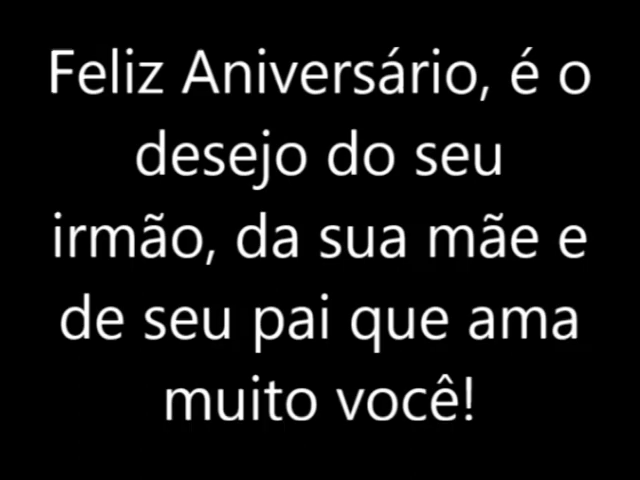 Feliz Aniversário, é o
desejo do seu
irmão, da sua mãe e
de seu pai que ama
muito você!